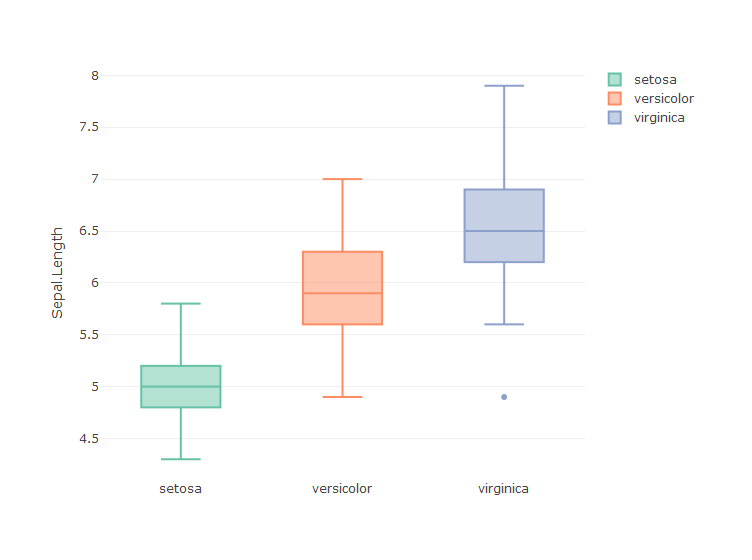 8
7.5
7
6.5
6
5.5
5
4.5
Sepal.Length
setosa
versicolor
virginica
setosa
versicolor
virginica